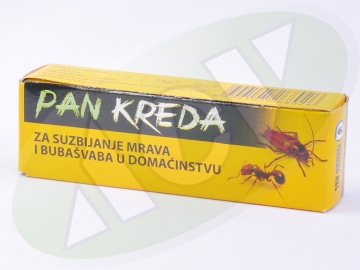 PAN KREDA
ZA SUZBIJANJE MRAVA
I BUBAŠVABA U DOMAĆINSTVU